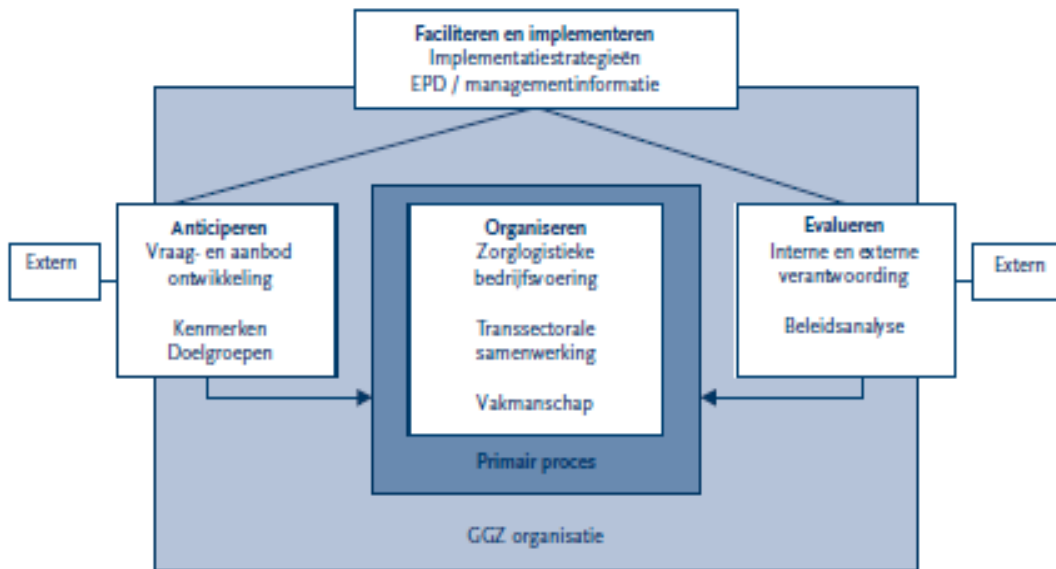 Faciliteren en implementeren
Implementatiestrategieën
EPD / managementinformatie
Extern
Anticiperen
Vraag- en aanbod
ontwikkeling
Kenmerken
Doelgroepen
Organiseren
Zorglogistieke
bedrijfsvoering
Transsectorale
samenwerking
Vakmanschap
Primair proces
Evalueren
Interne en externe
verantwoording
Beleidsanalyse
Extern
GGZ organisatie